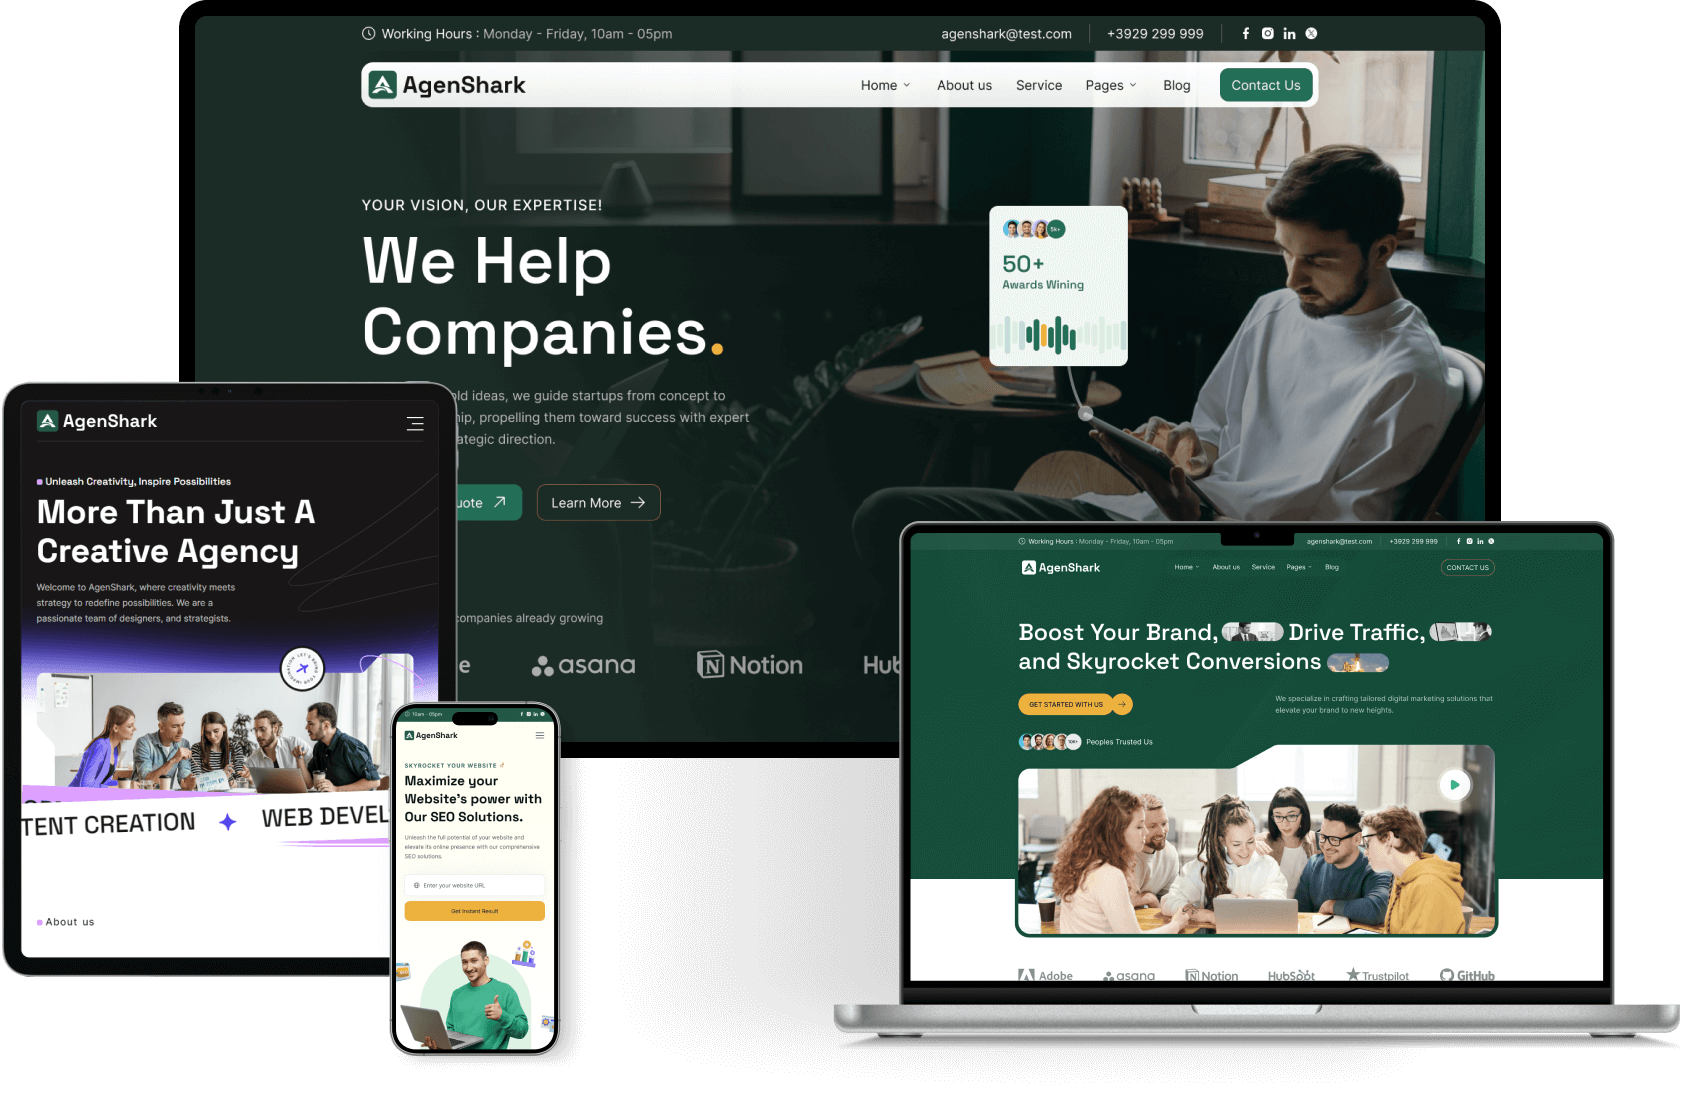 Working Hours : Monday - Friday, 10am - 05pm
agenshark@test.com
+3929 299 999
AgenShark
Home
About us
Service
Pages
Blog
Contact Us
YOUR VISION, OUR EXPERTISE!
We Help
Companies.
old ideas, we guide startups from concept to
hip, propelling them toward success with expert
ategic direction.
uote
Learn More
companies already growing
e
asana
Notion
Hub
5k+
50+
Awards Wining
AgenShark
Unleash Creativity, Inspire Possibilities
More Than Just A
Creative Agency
Welcome to AgenShark, where creativity meets
strategy to redefine possibilities. We are a
passionate team of designers, and strategists.
TENT CREATION
WEB DEVEL
About us
10am - 05pm
AgenShark
SKYROCKET YOUR WEBSITE
Maximize your
Website's power with
Our SEO Solutions.
Unleash the full potential of your website and
elevate its online presence with our comprehensive
SEO solutions.
Enter your website URL
Get Instant Result
Working Hours : Monday - Friday, 10am - 05pm
agenshark@test.com
+3929 299 999
AgenShark
Home
About us
Service
Pages
Blog
CONTACT US
Boost Your Brand, Drive Traffic,
and Skyrocket Conversions
GET STARTED WITH US
We specialize in crafting tailored digital marketing solutions that
elevate your brand to new heights.
10K+
Peoples Trusted Us
Adobe
asana
Notion
HubSpot
Trustpilot
GitHub